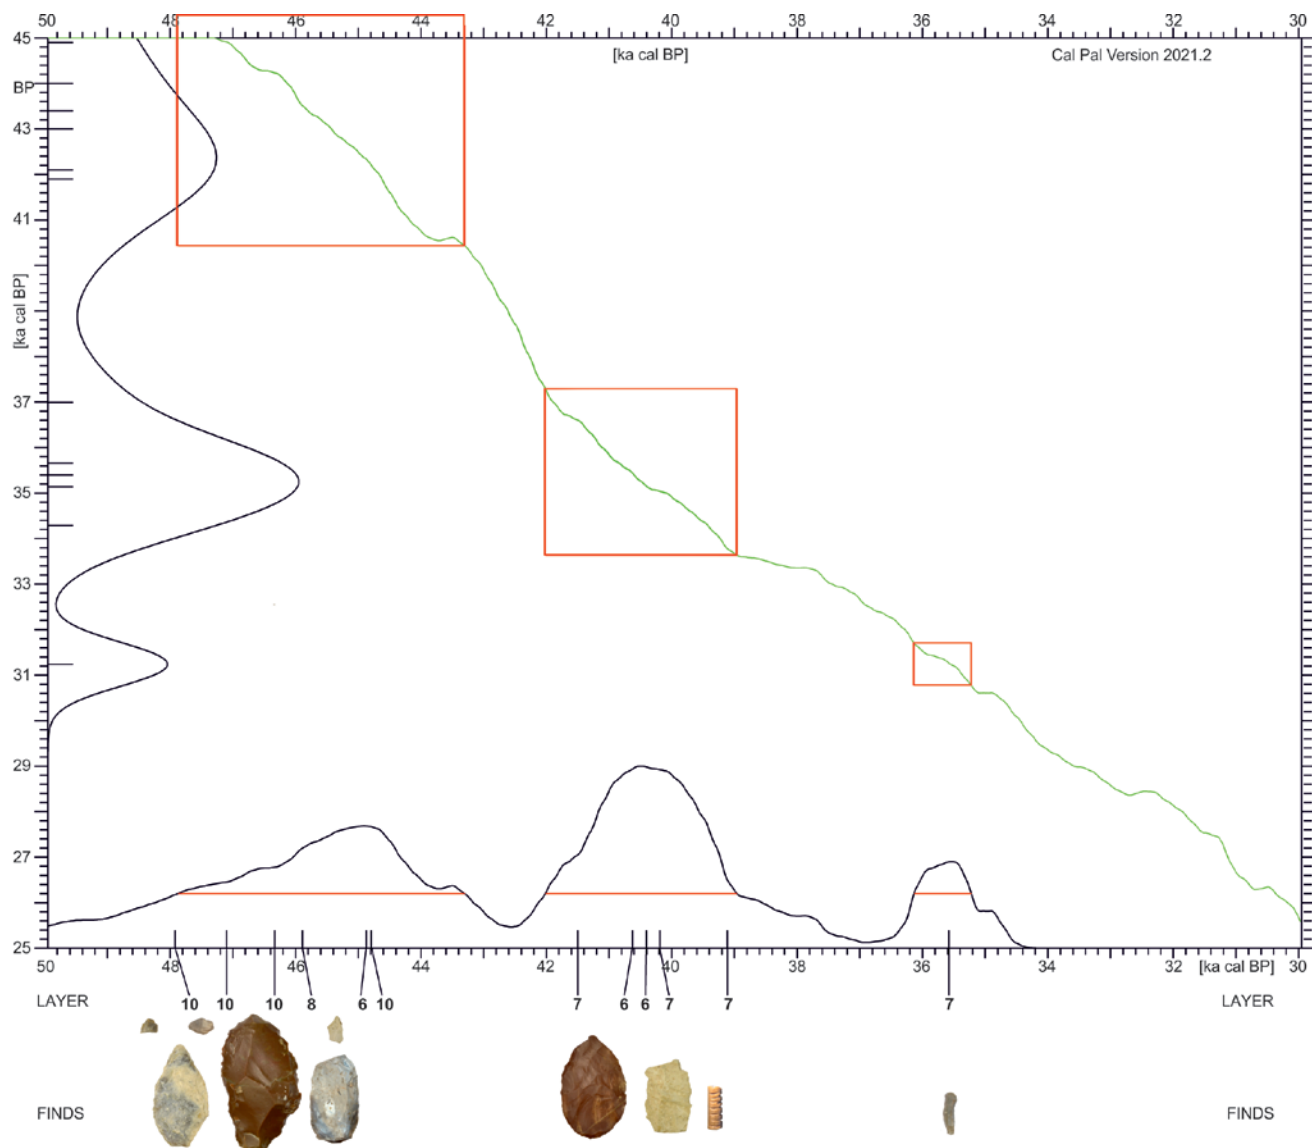 50 48 46 44 42 40 39 36 34 32 30
45 [ka cal BP] Cal Pal Version 2021.2
BP
43
41
[ka cal BP]
37
35
33
31
29
27
25
50 48 46 44 42 40 38 36 34 32 [ka cal BP] 30
LAYER 10 10 10 8 6 10 7 6 6 7 7 7 LAYER
FINDS FINDS